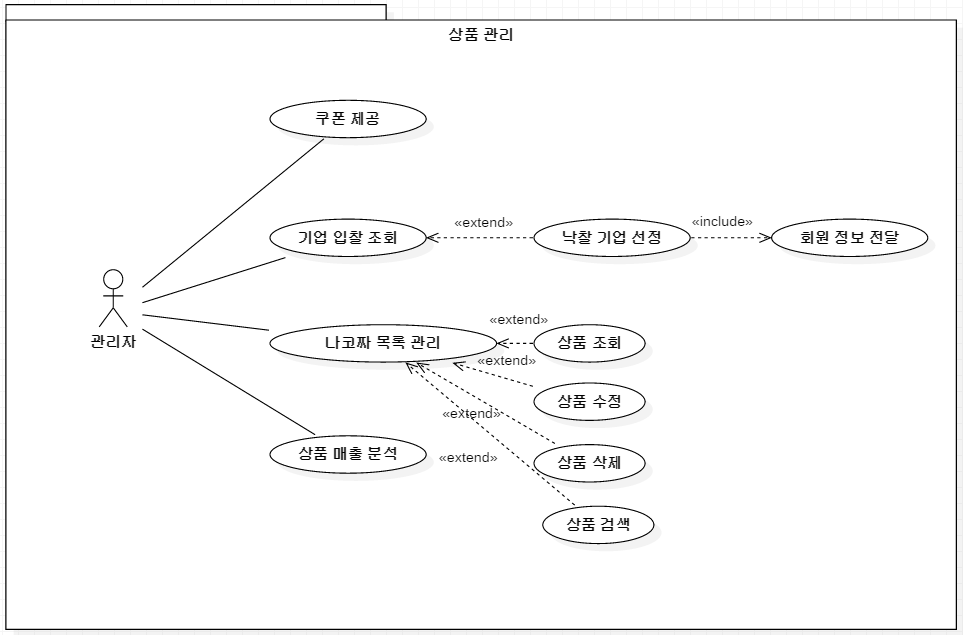 상품 관리
쿠폰 제공
기업 입찰 조회
«extend»
낙찰 기업 선정
«include»
회원 정보 전달
관리자
나코짜 목록 관리
«extend»
상품 조회
«extend»
상품 수정
«extend»
상품 매출 분석
«extend»
상품 삭제
상품 검색